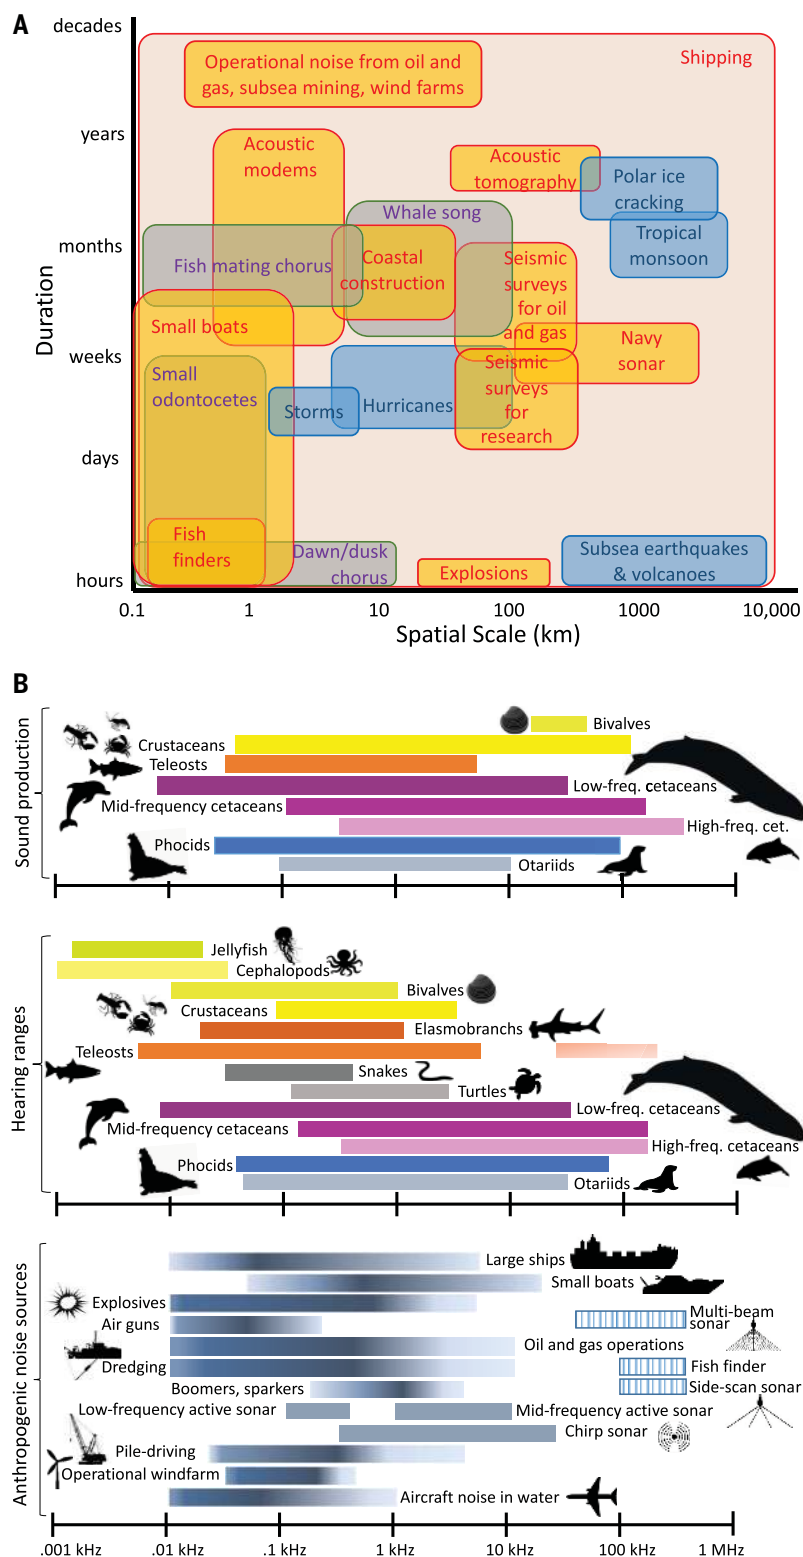 A
decades
years
months
weeks
days
hours
Duration
Shipping
Operational noise from oil and
gas, subsea mining, wind farms
Acoustic
modems
Acoustic
tomography
Polar ice
cracking
Whale song
Tropical
monsoon
Fish mating chorus
Coastal
construction
Seismic
surveys
for oil
and gas
Small boats
Navy
sonar
Small
odontocetes
Seismic
surveys
for
research
Storms
Hurricanes
Fish
finders
Dawn/dusk
chorus
Explosions
Subsea earthquakes
& volcanoes
0.1
1
10
100
1000
10,000
Spatial Scale (km)
B
Sound production
Bivalves
Crustaceans
Teleosts
Low-freq. cetaceans
Mid-frequency cetaceans
High-freq. cet.
Phocids
Otariids
Hearing ranges
Jellyfish
Cephalopods
Bivalves
Crustaceans
Elasmobranchs
Teleosts
Snakes
Turtles
Low-freq. cetaceans
Mid-frequency cetaceans
High-freq. cetaceans
Phocids
Otariids
Anthropogenic noise sources
Large ships
Small boats
Explosives
Multi-beam
sonar
Air guns
Oil and gas operations
Dredging
Fish finder
Boomers, sparkers
Side-scan sonar
Low-frequency active sonar
Mid-frequency active sonar
Chirp sonar
Pile-driving
Operational windfarm
Aircraft noise in water
.001 kHz
.01 kHz
.1 kHz
1 kHz
10 kHz
100 kHz
1 MHz